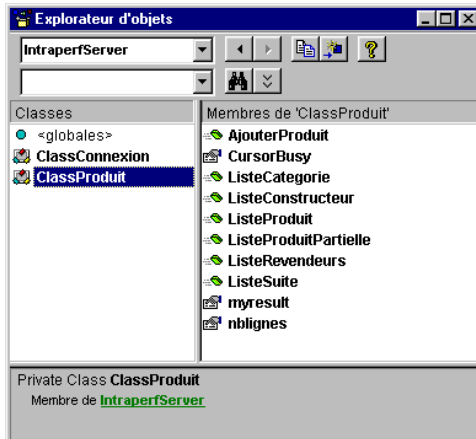 Explorateur d'objets
IntraperfServer
Classes
Membres de 'ClassProduit'
<globales>
ClassConnexion
ClassProduit
AjouterProduit
CursorBusy
ListeCategorie
ListeConstructeur
ListeProduit
ListeProduitPartielle
ListeRevendeurs
ListeSuite
myresult
nblignes
Private Class ClassProduit
Membre de IntraperfServer